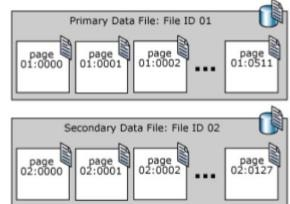 Primary Data File: File ID 01
page page page page
01:0000 01:0001 01:0002 ... 01:0511
Secondary Data File: File ID 02
page page page page
02:0000 02:0001 02:0002 ... 02:0127